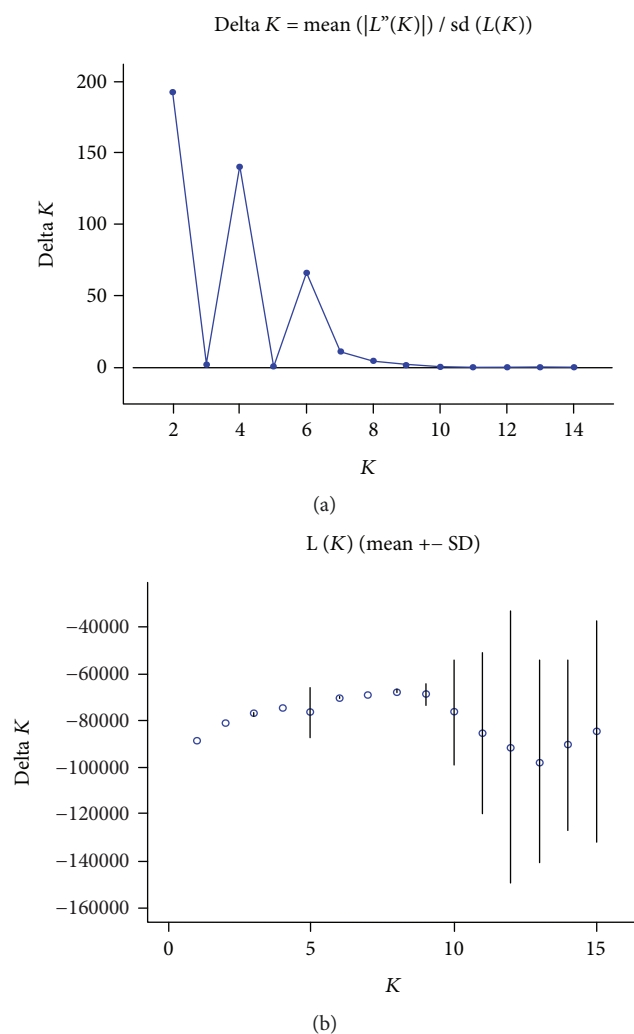 Delta K = mean (|L”(K)|) / sd (L(K))
200
150
100
50
0
Delta K
2 4 6 8 10 12 14
K
(a)
L (K) (mean +− SD)
−40000
−60000
−80000
−100000
−120000
−140000
−160000
Delta K
0 5 10 15
K
(b)